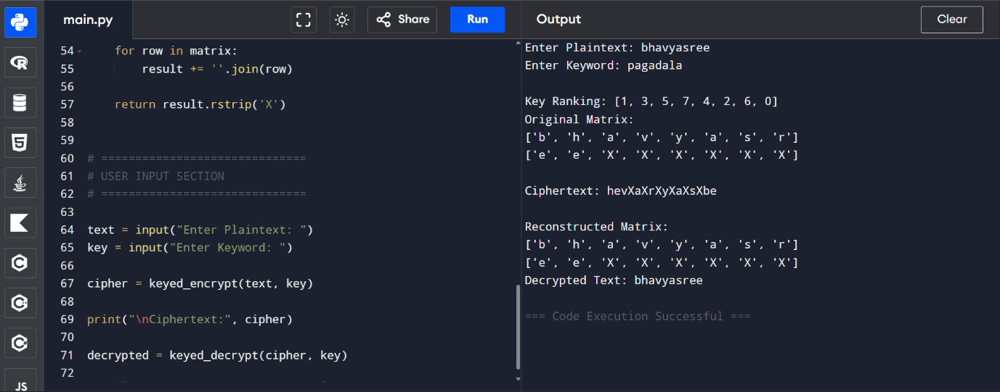 main.py
Share
Run
Output
Clear
54     for row in matrix:
55         result += ''.join(row)
56
57     return result.rstrip('X')
58
59
60 # ==============================
61 # USER INPUT SECTION
62 # ==============================
63
64 text = input("Enter Plaintext: ")
65 key = input("Enter Keyword: ")
66
67 cipher = keyed_encrypt(text, key)
68
69 print("\nCiphertext:", cipher)
70
71 decrypted = keyed_decrypt(cipher, key)
72
Enter Plaintext: bhavyasree
Enter Keyword: pagadala
Key Ranking: [1, 3, 5, 7, 4, 2, 6, 0]
Original Matrix:
['b', 'h', 'a', 'v', 'y', 'a', 's', 'r']
['e', 'e', 'X', 'X', 'X', 'X', 'X', 'X']
Ciphertext: hevXaXrXyXaXsXbe
Reconstructed Matrix:
['b', 'h', 'a', 'v', 'y', 'a', 's', 'r']
['e', 'e', 'X', 'X', 'X', 'X', 'X', 'X']
Decrypted Text: bhavyasree
=== Code Execution Successful ===
R
5
C
C
C
JS